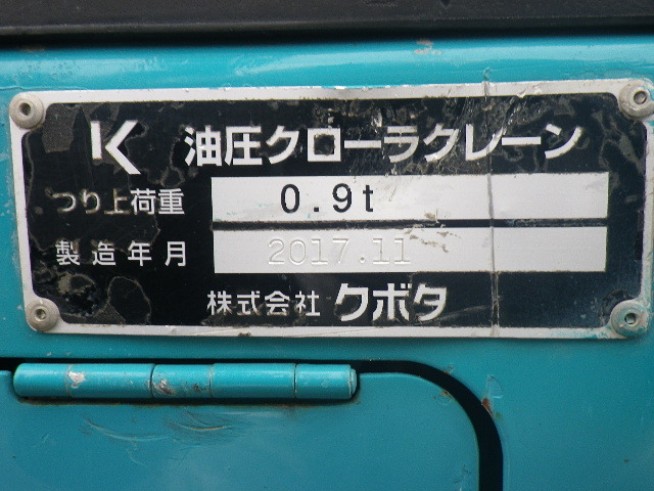 K 油圧クローラクレーン
つり上荷重 0.9t
製造年月 2017.11
株式会社 クボタ